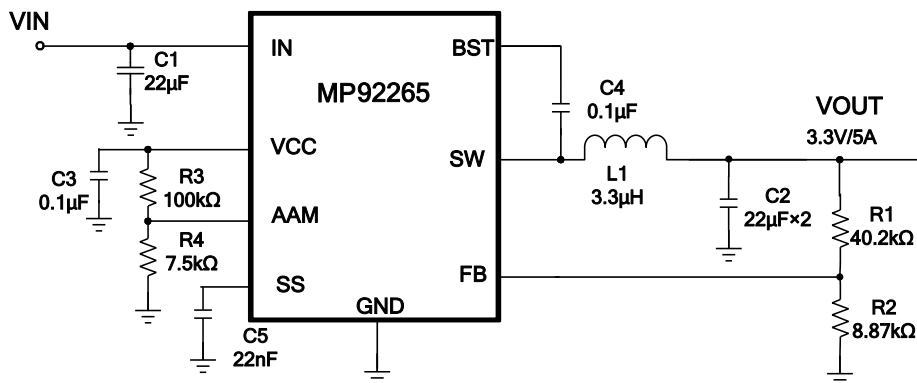 VIN
C1
22µF
IN
BST
MP92265
C4
0.1µF
VOUT
3.3V/5A
VCC
SW
C3
0.1µF
R3
100kΩ
L1
3.3µH
C2
22µF×2
R1
40.2kΩ
AAM
R4
7.5kΩ
SS
FB
GND
C5
22nF
R2
8.87kΩ